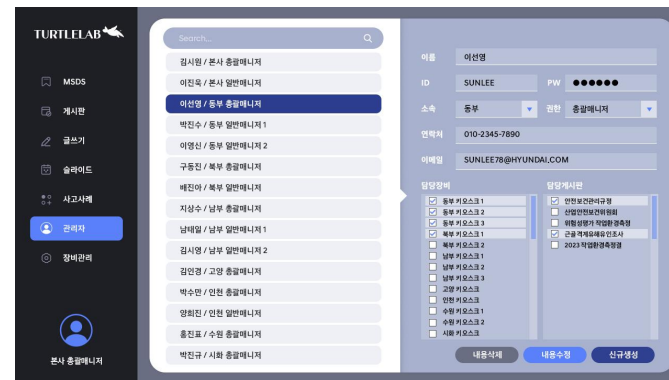 TURTLELAB
MSDS
게시판
글쓰기
슬라이드
사고사례
관리자
장비관리
본사 총괄매니저
Search...
김시원 / 본사 총괄매니저
이진욱 / 본사 일반매니저
이선영 / 동부 총괄매니저
박진수 / 동부 일반매니저 1
이영신 / 동부 일반매니저 2
구동진 / 북부 총괄매니저
배진아 / 북부 일반매니저
지상수 / 남부 총괄매니저
남태열 / 남부 일반매니저 1
김시영 / 남부 일반매니저 2
김인경 / 고양 총괄매니저
박수만 / 인천 총괄매니저
양희진 / 인천 일반매니저
홍진표 / 수원 총괄매니저
박진규 / 시화 총괄매니저
이름 이선영
ID SUNLEE PW ●●●●●●
소속 동부 권한 총괄매니저
연락처 010-2345-7890
이메일 SUNLEE78@HYUNDAI.COM
담당장비
동부 키오스크 1
동부 키오스크 2
동부 키오스크 3
북부 키오스크 1
북부 키오스크 2
남부 키오스크 1
남부 키오스크 2
남부 키오스크 3
고양 키오스크
인천 키오스크
수원 키오스크 1
수원 키오스크 2
시화 키오스크
담당게시판
안전보건관리규정
산업안전보건위원회
위험성평가 작업환경측정
근골격계유해유인조사
2023 작업환경측정결
내용삭제
내용수정
신규생성